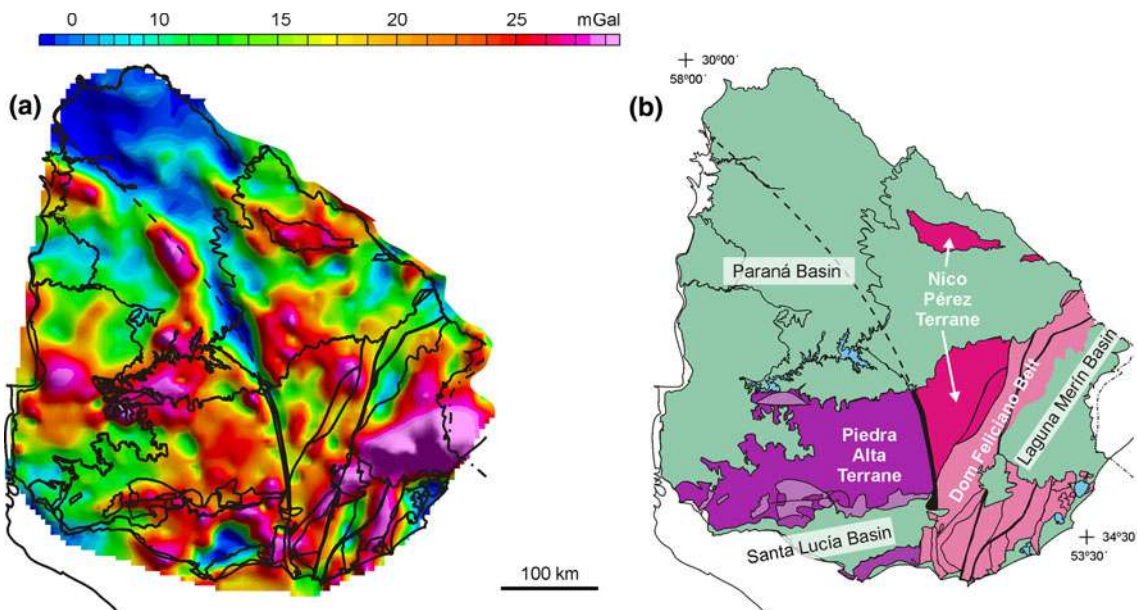 0 10 15 20 25 mGal
(a)
100 km
(b)
30°00´
58°00´
Paraná Basin
Nico
Pérez
Terrane
Dom Feliciano Belt
Laguna Merín Basin
Piedra
Alta
Terrane
Santa Lucía Basin
34°30´
53°30´